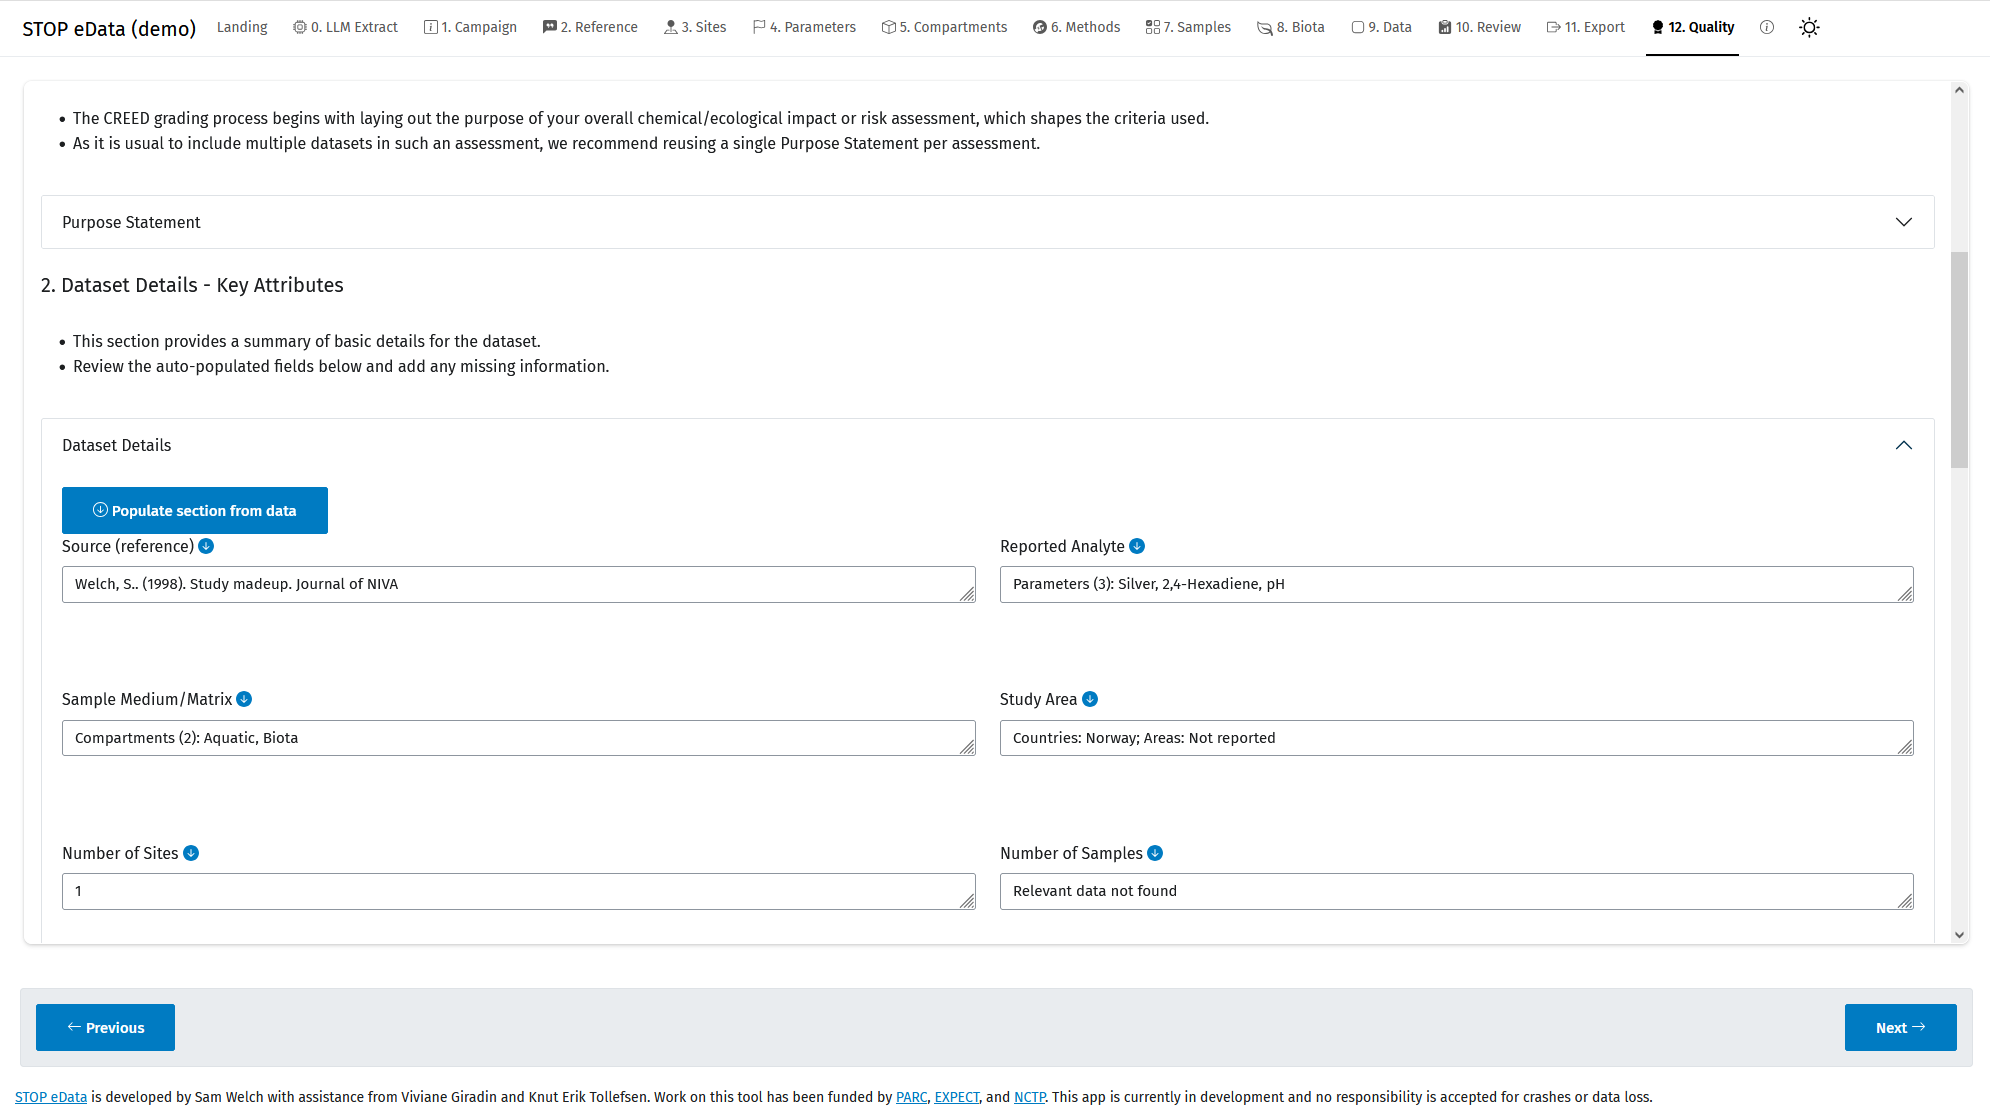 STOP eData (demo) Landing 0. LLM Extract 1. Campaign 2. Reference 3. Sites 4. Parameters 5. Compartments 6. Methods 7. Samples 8. Biota 9. Data 10. Review 11. Export 12. Quality
• The CREED grading process begins with laying out the purpose of your overall chemical/ecological impact or risk assessment, which shapes the criteria used.
• As it is usual to include multiple datasets in such an assessment, we recommend reusing a single Purpose Statement per assessment.
Purpose Statement
2. Dataset Details - Key Attributes
• This section provides a summary of basic details for the dataset.
• Review the auto-populated fields below and add any missing information.
Dataset Details
Populate section from data
Source (reference) Reported Analyte
Welch, S.. (1998). Study madeup. Journal of NIVA Parameters (3): Silver, 2,4-Hexadiene, pH
Sample Medium/Matrix Study Area
Compartments (2): Aquatic, Biota Countries: Norway; Areas: Not reported
Number of Sites Number of Samples
1 Relevant data not found
← Previous Next →
STOP eData is developed by Sam Welch with assistance from Viviane Giradin and Knut Erik Tollefsen. Work on this tool has been funded by PARC, EXPECT, and NCTP. This app is currently in development and no responsibility is accepted for crashes or data loss.